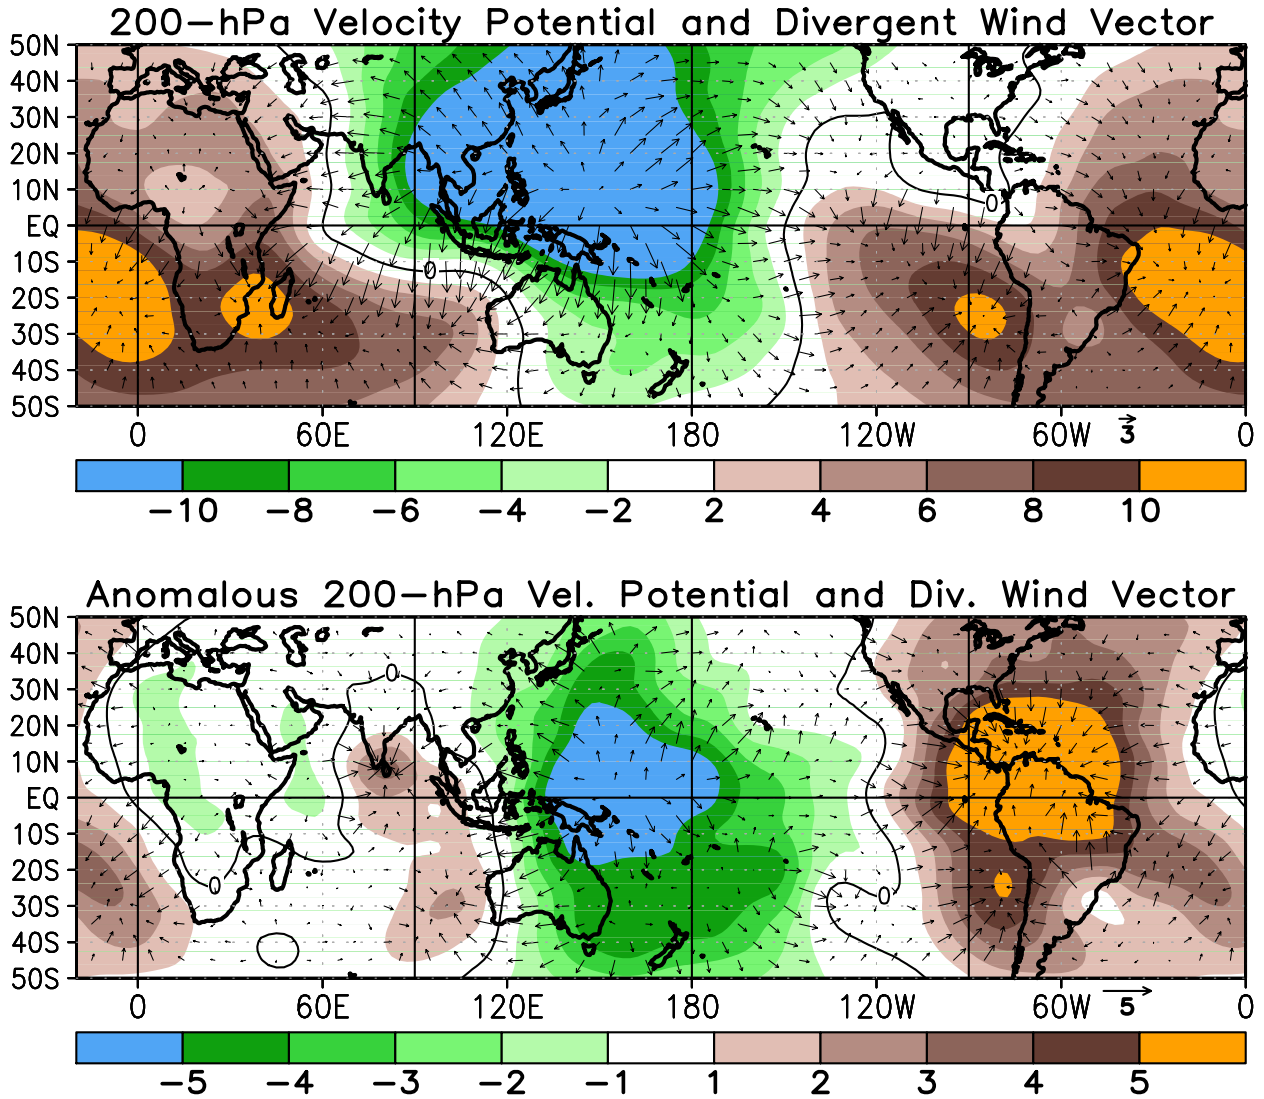 200-hPa Velocity Potential and Divergent Wind Vector
50N
40N
30N
20N
10N
EQ
10S
20S
30S
40S
50S
0
0
0 60E 120E 180 120W 60W 0
3
-10 -8 -6 -4 -2 2 4 6 8 10
Anomalous 200-hPa Vel. Potential and Div. Wind Vector
50N
40N
30N
20N
10N
EQ
10S
20S
30S
40S
50S
0
0
0
0 60E 120E 180 120W 60W 0
5
-5 -4 -3 -2 -1 1 2 3 4 5